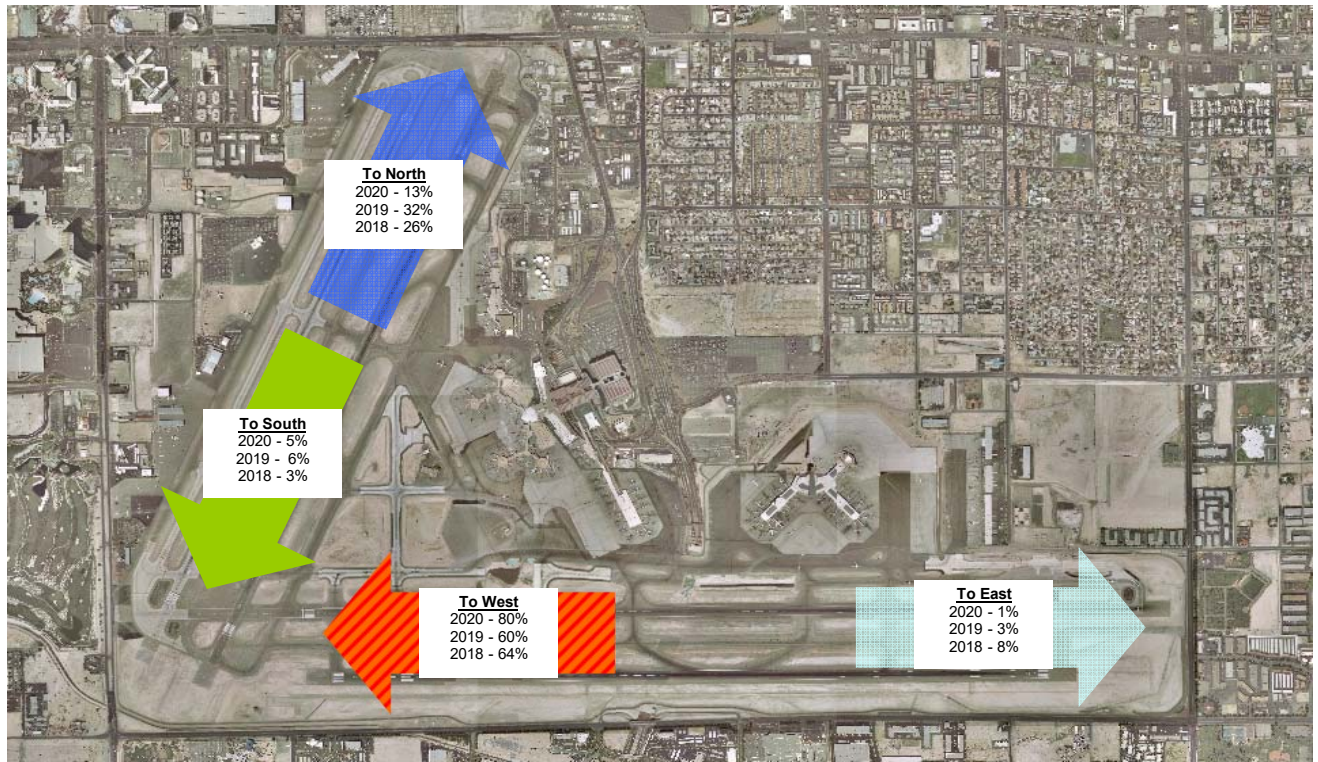 To North
2020 - 13%
2019 - 32%
2018 - 26%
To South
2020 - 5%
2019 - 6%
2018 - 3%
To West
2020 - 80%
2019 - 60%
2018 - 64%
To East
2020 - 1%
2019 - 3%
2018 - 8%